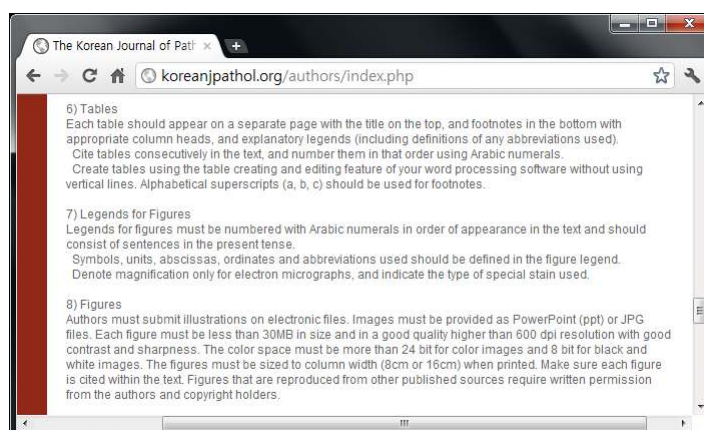 The Korean Journal of Path
koreanjpathol.org/authors/index.php
6) Tables
Each table should appear on a separate page with the title on the top, and footnotes in the bottom with
appropriate column heads, and explanatory legends (including definitions of any abbreviations used).
Cite tables consecutively in the text, and number them in that order using Arabic numerals.
Create tables using the table creating and editing feature of your word processing software without using
vertical lines. Alphabetical superscripts (a, b, c) should be used for footnotes.
7) Legends for Figures
Legends for figures must be numbered with Arabic numerals in order of appearance in the text and should
consist of sentences in the present tense.
Symbols, units, abscissas, ordinates and abbreviations used should be defined in the figure legend.
Denote magnification only for electron micrographs, and indicate the type of special stain used.
8) Figures
Authors must submit illustrations on electronic files. Images must be provided as PowerPoint (ppt) or JPG
files. Each figure must be less than 30MB in size and in a good quality higher than 600 dpi resolution with good
contrast and sharpness. The color space must be more than 24 bit for color images and 8 bit for black and
white images. The figures must be sized to column width (8cm or 16cm) when printed. Make sure each figure
is cited within the text. Figures that are reproduced from other published sources require written permission
from the authors and copyright holders.